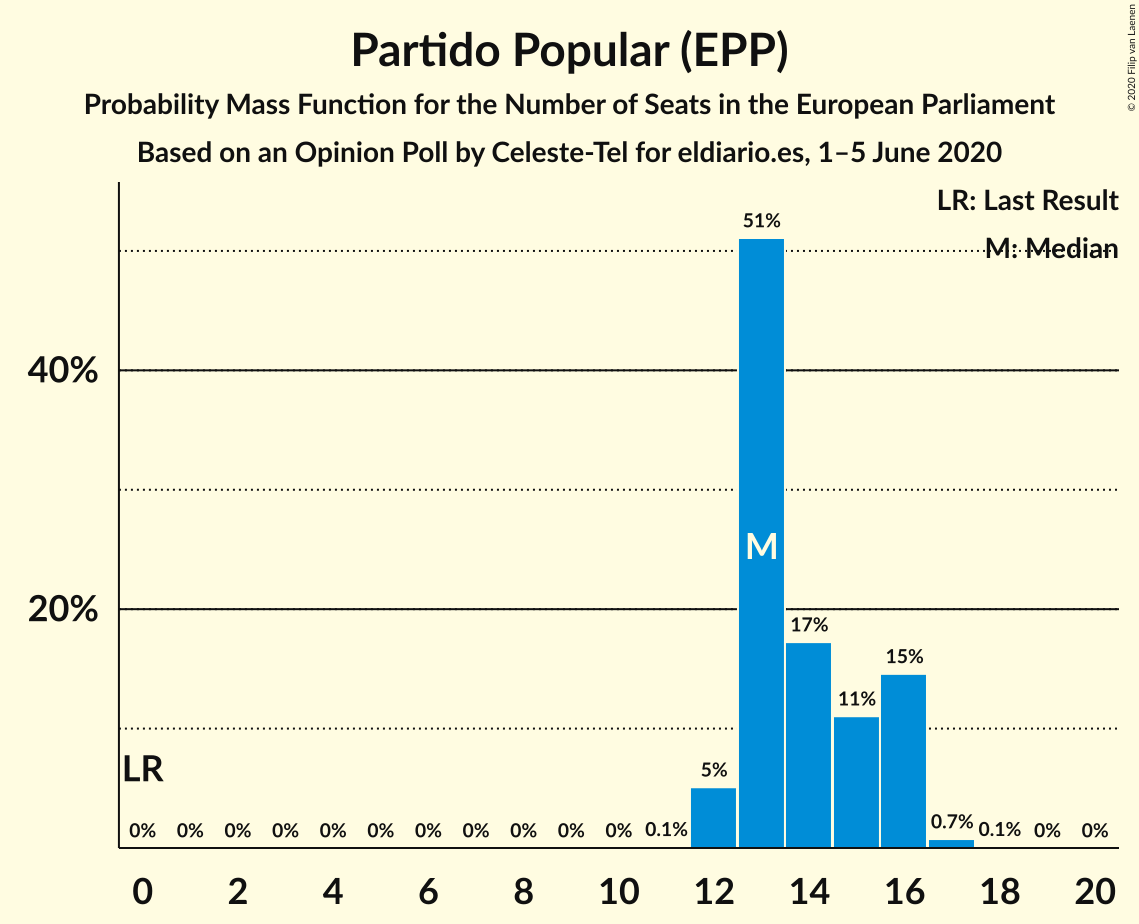 Partido Popular (EPP)
Probability Mass Function for the Number of Seats in the European Parliament
Based on an Opinion Poll by Celeste-Tel for eldiario.es, 1–5 June 2020
© 2020 Filip van Laenen
LR: Last Result
M: Median
51%
40%
M
20%
17%
15%
11%
LR
5%
0% 0% 0% 0% 0% 0% 0% 0% 0% 0% 0% 0.1% 0.7% 0.1% 0% 0%
0 2 4 6 8 10 12 14 16 18 20